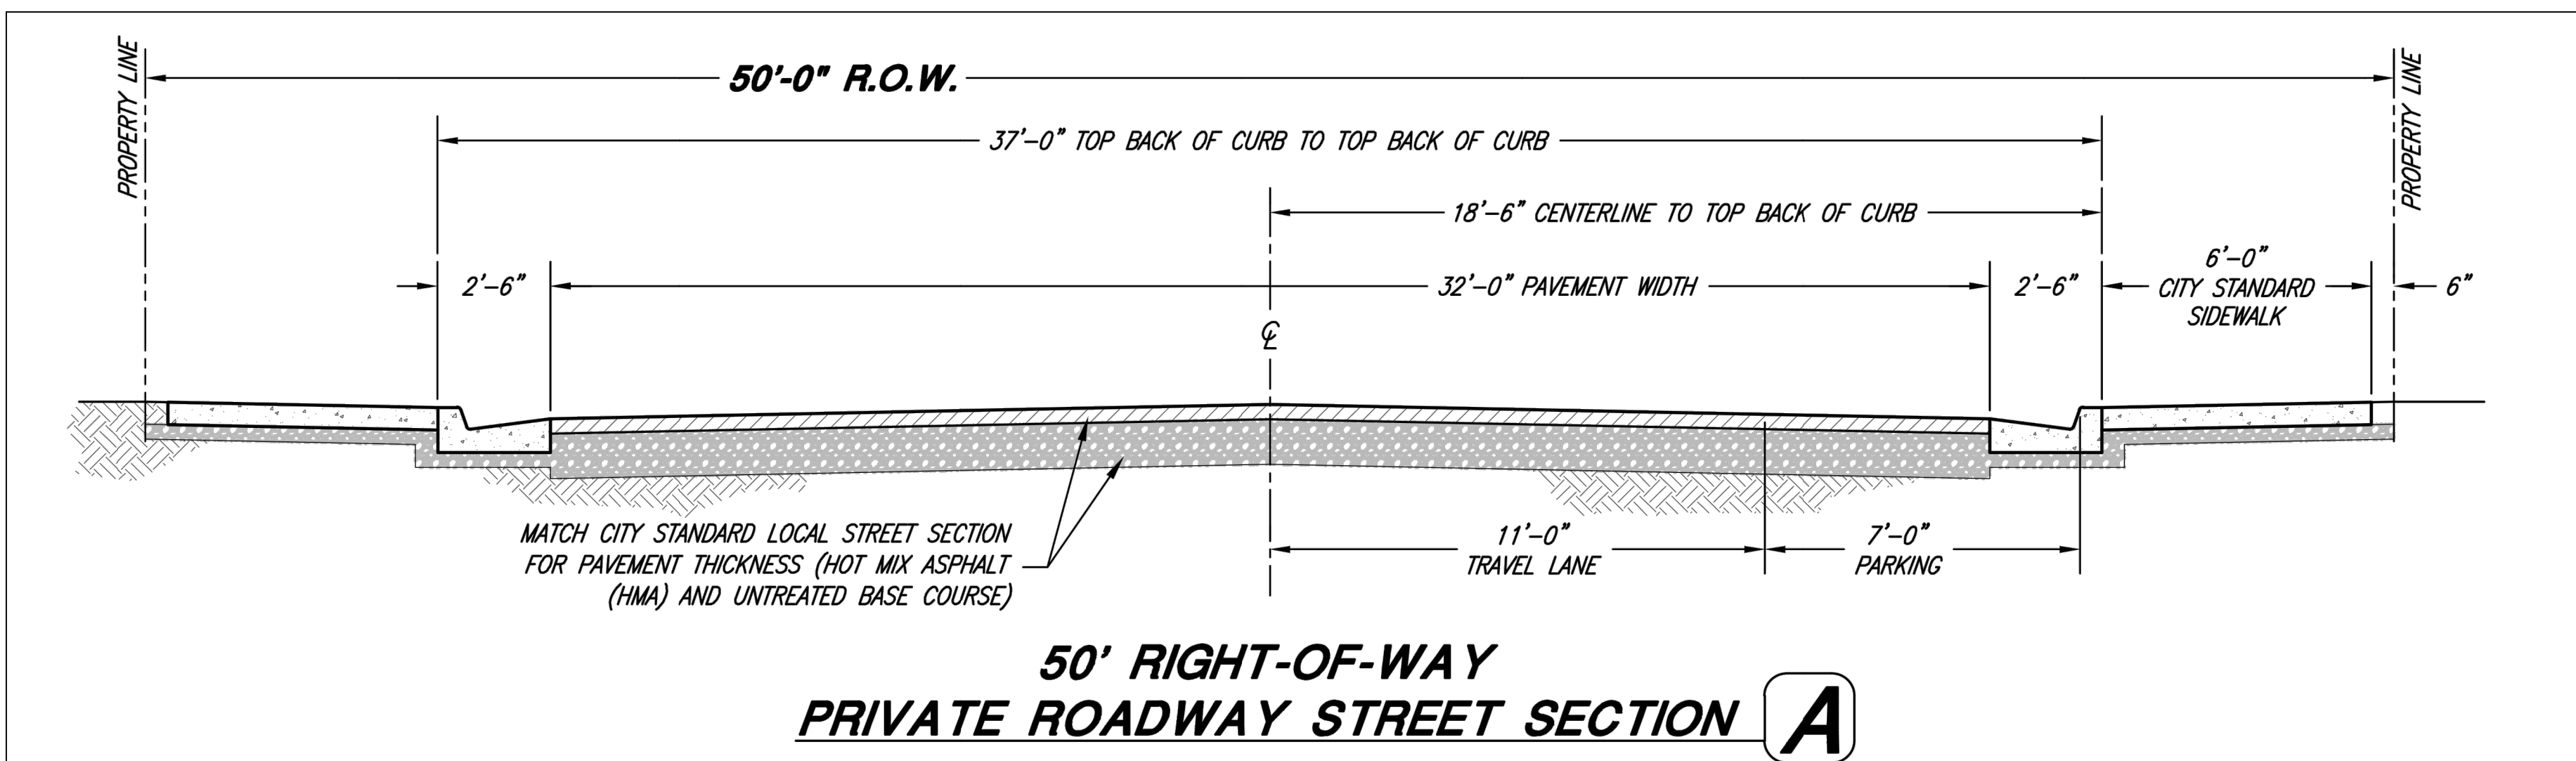 PROPERTY LINE
50'-0" R.O.W.
PROPERTY LINE
37'-0" TOP BACK OF CURB TO TOP BACK OF CURB
18'-6" CENTERLINE TO TOP BACK OF CURB
2'-6"
32'-0" PAVEMENT WIDTH
2'-6"
6'-0"
CITY STANDARD
SIDEWALK
6"
℄
MATCH CITY STANDARD LOCAL STREET SECTION
FOR PAVEMENT THICKNESS (HOT MIX ASPHALT
(HMA) AND UNTREATED BASE COURSE)
11'-0"
TRAVEL LANE
7'-0"
PARKING
50' RIGHT-OF-WAY
PRIVATE ROADWAY STREET SECTION A